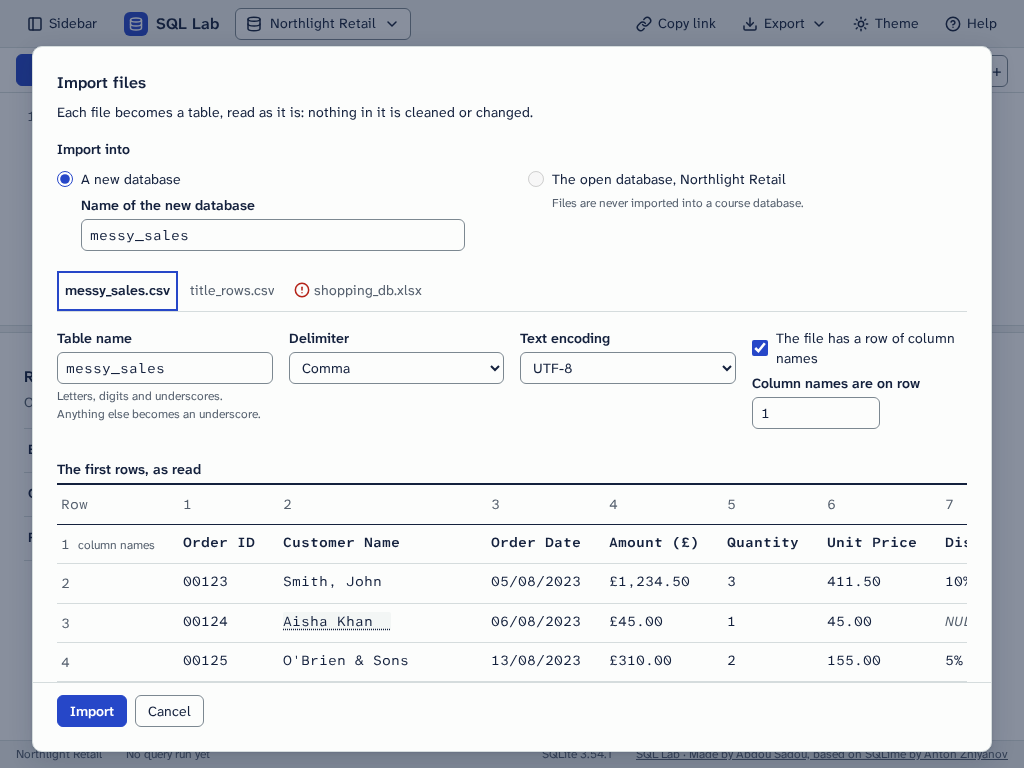 Sidebar
SQL Lab
Northlight Retail
Copy link
Export
Theme
Help
Import files
Each file becomes a table, read as it is: nothing in it is cleaned or changed.
Import into
A new database
The open database, Northlight Retail
Name of the new database
Files are never imported into a course database.
messy_sales
messy_sales.csv title_rows.csv shopping_db.xlsx
Table name Delimiter Text encoding
The file has a row of column
names
messy_sales Comma UTF-8
Column names are on row
Letters, digits and underscores.
Anything else becomes an underscore.
1
The first rows, as read
Row 1 2 3 4 5 6 7
1 column names Order ID Customer Name Order Date Amount (£) Quantity Unit Price
2 00123 Smith, John 05/08/2023 £1,234.50 3 411.50 10%
3 00124 Aisha Khan 06/08/2023 £45.00 1 45.00
4 00125 O'Brien & Sons 13/08/2023 £310.00 2 155.00 5%
Import Cancel
Northlight Retail No query run yet SQLite 3.54.1 SQL Lab · Made by Abdou Sadou, based on SQLime by Anton Zhiyanov